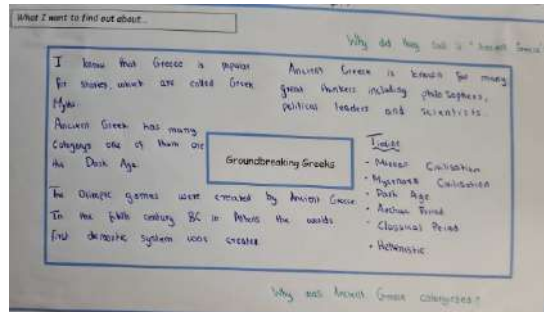 What I want to find out about...
Why did they call it "Ancient Greece"
I know that Greece is popular
for stories, which are called Greek
Myths.
Ancient Greece is known for many
great thinkers including philosophers,
political leaders and scientists.
Ancient Greek has many
categorys one of them are
the Dark Age.
Groundbreaking Greeks
Timeline
- Minoan Civilisation
- Mycenaean Civilisation
- Dark Age
- Archaic Period
- Classical Period
- Hellenistic
The Olimpic games were created by Ancient Greece
In the fifth century BC in Athens the worlds
first democratic system was created
Why was Ancient Greece categorised?